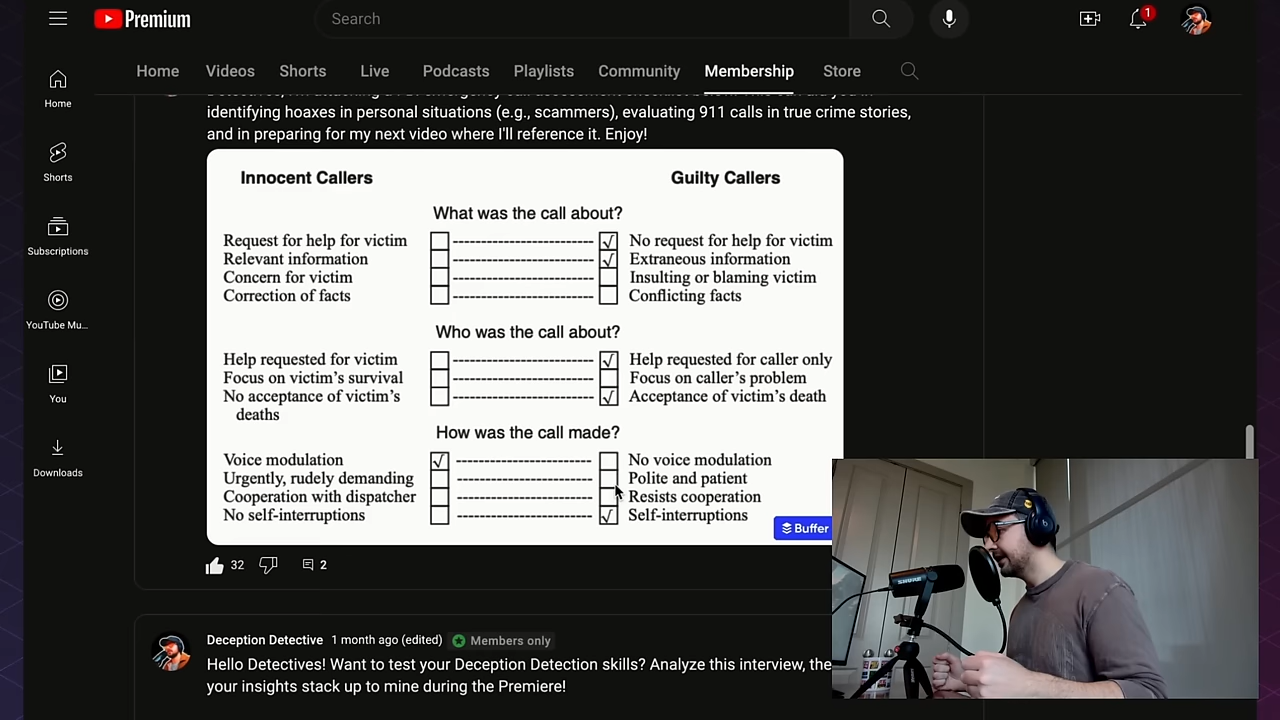 Premium
Search
1
Home
Videos
Shorts
Live
Podcasts
Playlists
Community
Membership
Store
Home
Shorts
Subscriptions
YouTube Mu...
You
Downloads
identifying hoaxes in personal situations (e.g., scammers), evaluating 911 calls in true crime stories,
and in preparing for my next video where I'll reference it. Enjoy!
Innocent Callers
Guilty Callers
What was the call about?
Request for help for victim
No request for help for victim
Relevant information
Extraneous information
Concern for victim
Insulting or blaming victim
Correction of facts
Conflicting facts
Who was the call about?
Help requested for victim
Help requested for caller only
Focus on victim's survival
Focus on caller's problem
No acceptance of victim's
Acceptance of victim's death
deaths
How was the call made?
Voice modulation
No voice modulation
Urgently, rudely demanding
Polite and patient
Cooperation with dispatcher
Resists cooperation
No self-interruptions
Self-interruptions
Buffer
32
2
SHURE
Deception Detective 1 month ago (edited) Members only
Hello Detectives! Want to test your Deception Detection skills? Analyze this interview, the
your insights stack up to mine during the Premiere!